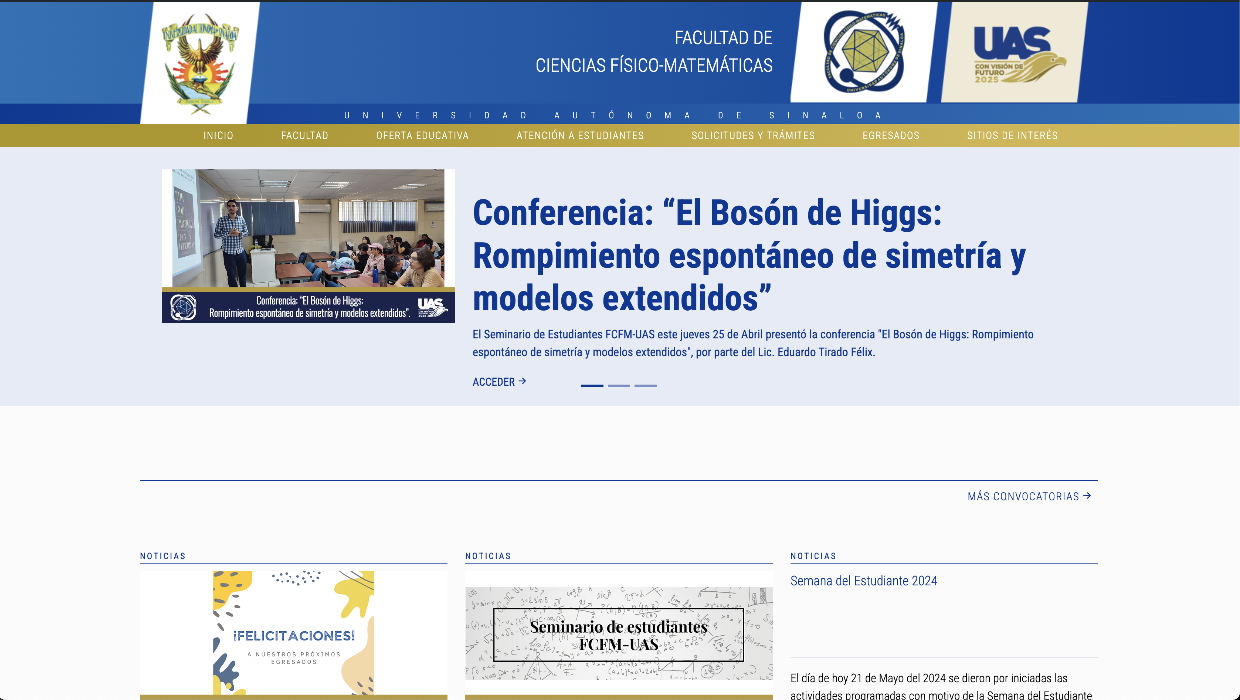 FACULTAD DE
CIENCIAS FÍSICO-MATEMÁTICAS
UAS
CON VISIÓN DE
FUTURO
2025
UNIVERSIDAD AUTÓNOMA DE SINALOA
INICIO
FACULTAD
OFERTA EDUCATIVA
ATENCIÓN A ESTUDIANTES
SOLICITUDES Y TRÁMITES
EGRESADOS
SITIOS DE INTERÉS
Conferencia: "El Bosón de Higgs:
Rompimiento espontáneo de simetría y modelos extendidos".
UAS
Conferencia: “El Bosón de Higgs:
Rompimiento espontáneo de simetría y
modelos extendidos”
El Seminario de Estudiantes FCFM-UAS este jueves 25 de Abril presentó la conferencia "El Bosón de Higgs: Rompimiento
espontáneo de simetría y modelos extendidos", por parte del Lic. Eduardo Tirado Félix.
ACCEDER →
MÁS CONVOCATORIAS →
NOTICIAS
¡FELICITACIONES!
A NUESTROS PRÓXIMOS
EGRESADOS
NOTICIAS
Seminario de estudiantes
FCFM-UAS
NOTICIAS
Semana del Estudiante 2024
El día de hoy 21 de Mayo del 2024 se dieron por iniciadas las
actividades programadas con motivo de la Semana del Estudiante